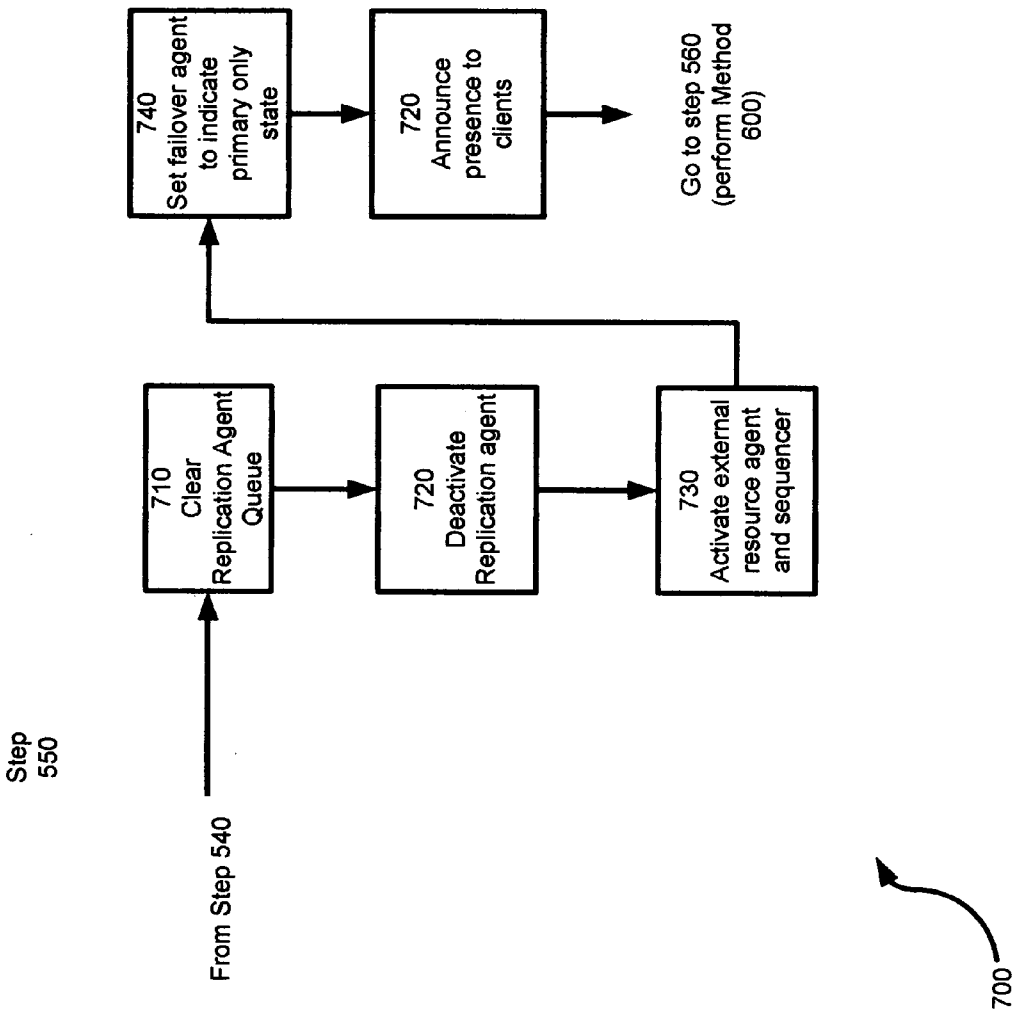 Step
550
From Step 540
710
Clear
Replication Agent
Queue
720
Deactivate
Replication agent
730
Activate external
resource agent
and sequencer
740
Set failover agent
to indicate
primary only
state
720
Announce
presence to
clients
Go to step 560
(perform Method
600)
700